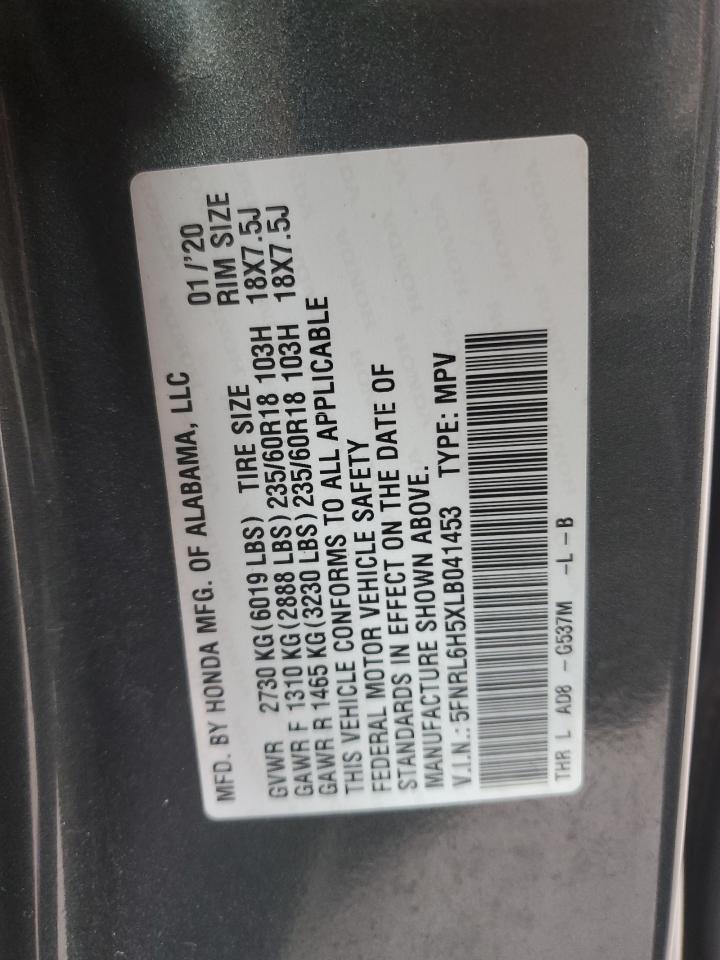 MFD. BY HONDA MFG. OF ALABAMA, LLC 01/'20
GVWR 2730 KG(6019 LBS) TIRE SIZE RIM SIZE
GAWR F 1310 KG(2888 LBS) 235/60R18 103H 18X7.5J
GAWR R 1465 KG(3230 LBS) 235/60R18 103H 18X7.5J
THIS VEHICLE CONFORMS TO ALL APPLICABLE
FEDERAL MOTOR VEHICLE SAFETY
STANDARDS IN EFFECT ON THE DATE OF
MANUFACTURE SHOWN ABOVE.
V.I.N.: 5FNRL6H5XLB041453 TYPE: MPV
THR L AD8 -G537M -L -B